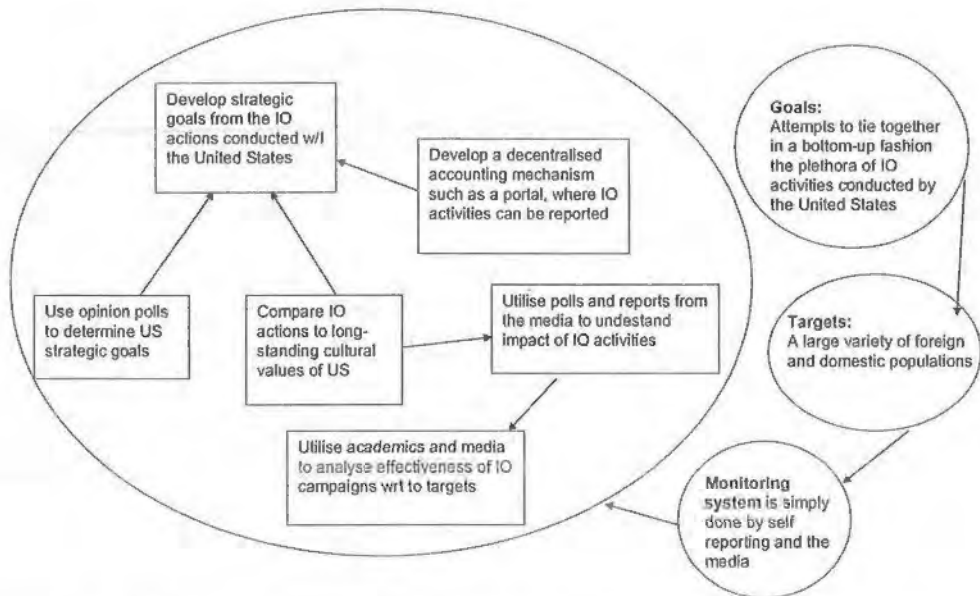 Develop strategic
goals from the IO
actions conducted w/I
the United States
Develop a decentralised
accounting mechanism
such as a portal, where IO
activities can be reported
Use opinion polls
to determine US
strategic goals
Compare IO
actions to long-
standing cultural
values of US
Utilise polls and reports from
the media to undestand
impact of IO activities
Utilise academics and media
to analyse effectiveness of IO
campaigns wrt to targets
Goals:
Attempts to tie together
in a bottom-up fashion
the plethora of IO
activities conducted by
the United States
Targets:
A large variety of foreign
and domestic populations
Monitoring
system is simply
done by self
reporting and the
media